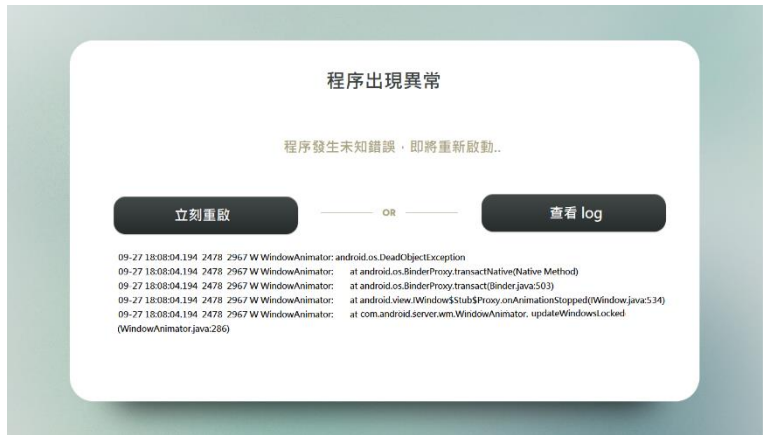 程序出現異常
程序發生未知錯誤，即將重新啟動..
立刻重啟
OR
查看 log
09-27 18:08:04.194 2478 2967 W WindowAnimator: android.os.DeadObjectException
09-27 18:08:04.194 2478 2967 W WindowAnimator: at android.os.BinderProxy.transactNative(Native Method)
09-27 18:08:04.194 2478 2967 W WindowAnimator: at android.os.BinderProxy.transact(Binder.java:503)
09-27 18:08:04.194 2478 2967 W WindowAnimator: at android.view.IWindow$Stub$Proxy.onAnimationStopped(IWindow.java:534)
09-27 18:08:04.194 2478 2967 W WindowAnimator: at com.android.server.wm.WindowAnimator. updateWindowsLocked
(WindowAnimator.java:286)